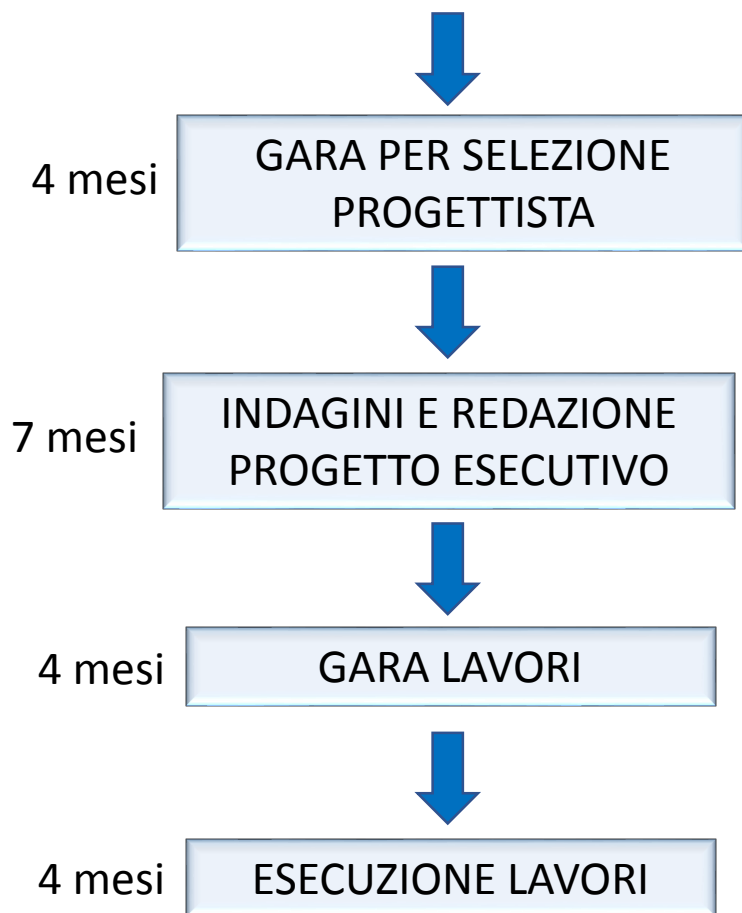 4 mesi
GARA PER SELEZIONE
PROGETTISTA
7 mesi
INDAGINI E REDAZIONE
PROGETTO ESECUTIVO
4 mesi
GARA LAVORI
4 mesi
ESECUZIONE LAVORI